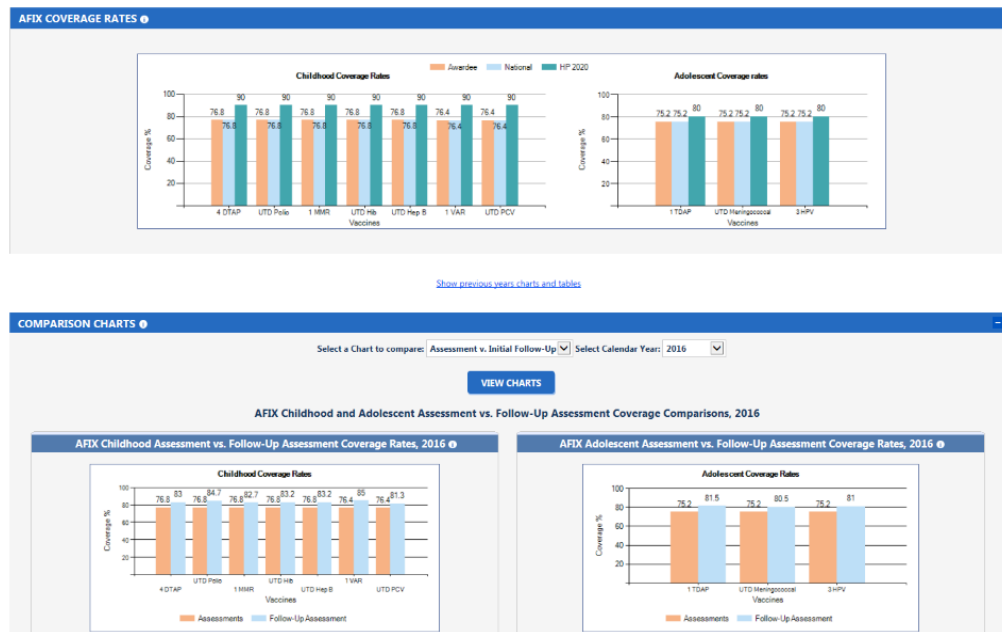 AFIX COVERAGE RATES
Awardee National HP 2020
Childhood Coverage Rates
Adolescent Coverage rates
Coverage %
100
80
60
40
20
76.8 76.8 90
76.8 76.8 90
76.8 76.8 90
76.8 76.8 90
76.8 76.8 90
76.4 76.4 90
76.4 76.4 90
4 DTAP UTD Polio 1 MMR UTD Hib UTD Hep B 1 VAR UTD PCV
Vaccines
Coverage %
100
80
60
40
20
75.2 75.2 80
75.2 75.2 80
75.2 75.2 80
1 TDAP UTD Meningococcal 3 HPV
Vaccines
Show previous years charts and tables
COMPARISON CHARTS
Select a Chart to compare: Assessment v. Initial Follow-Up Select Calendar Year: 2016
VIEW CHARTS
AFIX Childhood and Adolescent Assessment vs. Follow-Up Assessment Coverage Comparisons, 2016
AFIX Childhood Assessment vs. Follow-Up Assessment Coverage Rates, 2016
Childhood Coverage Rates
Coverage %
100
80
60
40
20
76.8 83
76.8 84.7
76.8 82.7
76.8 83.2
76.8 83.2
76.4 85
76.4 81.3
4 DTAP UTD Polio 1 MMR UTD Hib UTD Hep B 1 VAR UTD PCV
Vaccines
Assessments Follow-Up Assessment
AFIX Adolescent Assessment vs. Follow-Up Assessment Coverage Rates, 2016
Adolescent Coverage Rates
Coverage %
100
80
60
40
20
75.2 81.5
75.2 80.5
75.2 81
1 TDAP UTD Meningococcal 3 HPV
Vaccines
Assessments Follow-Up Assessment